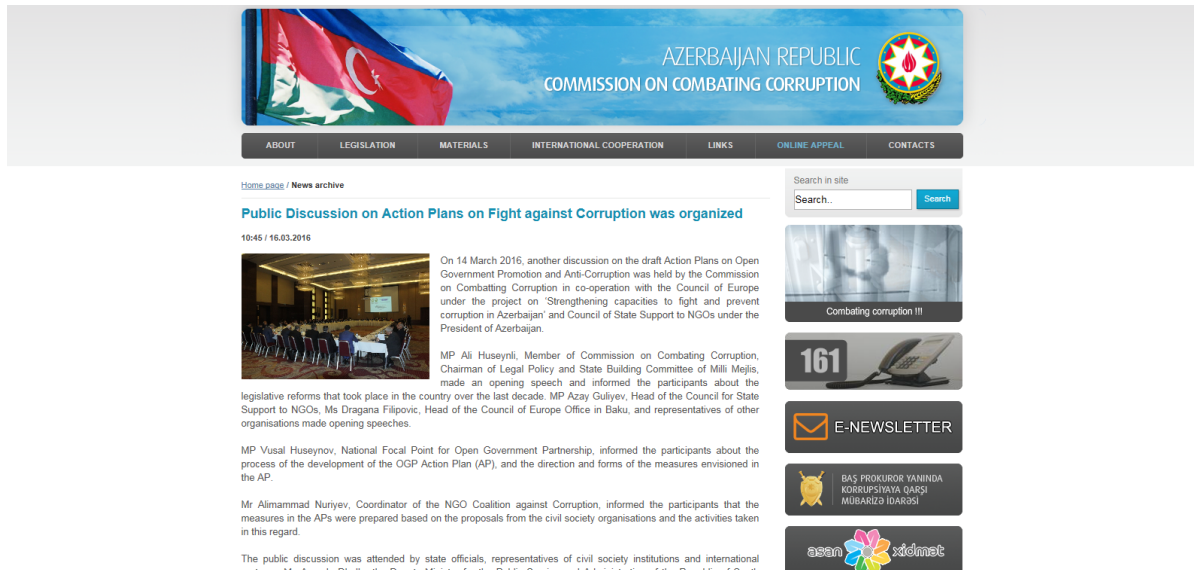 AZERBAIJAN REPUBLIC
COMMISSION ON COMBATING CORRUPTION
ABOUT
LEGISLATION
MATERIALS
INTERNATIONAL COOPERATION
LINKS
ONLINE APPEAL
CONTACTS
Home page / News archive
Public Discussion on Action Plans on Fight against Corruption was organized
10:45 / 16.03.2016
On 14 March 2016, another discussion on the draft Action Plans on Open
Government Promotion and Anti-Corruption was held by the Commission
on Combatting Corruption in co-operation with the Council of Europe
under the project on 'Strengthening capacities to fight and prevent
corruption in Azerbaijan' and Council of State Support to NGOs under the
President of Azerbaijan.
MP Ali Huseynli, Member of Commission on Combating Corruption,
Chairman of Legal Policy and State Building Committee of Milli Mejlis,
made an opening speech and informed the participants about the
legislative reforms that took place in the country over the last decade. MP Azay Guliyev, Head of the Council for State
Support to NGOs, Ms Dragana Filipovic, Head of the Council of Europe Office in Baku, and representatives of other
organisations made opening speeches.
MP Vusal Huseynov, National Focal Point for Open Government Partnership, informed the participants about the
process of the development of the OGP Action Plan (AP), and the direction and forms of the measures envisioned in
the AP.
Mr Alimammad Nuriyev, Coordinator of the NGO Coalition against Corruption, informed the participants that the
measures in the APs were prepared based on the proposals from the civil society organisations and the activities taken
in this regard.
The public discussion was attended by state officials, representatives of civil society institutions and international
Search in site
Search..
Search
Combating corruption !!!
161
E-NEWSLETTER
BAŞ PROKUROR YANINDA
KORRUPSİYAYA QARŞI
MÜBARİZƏ İDARƏSİ
asan xidmət